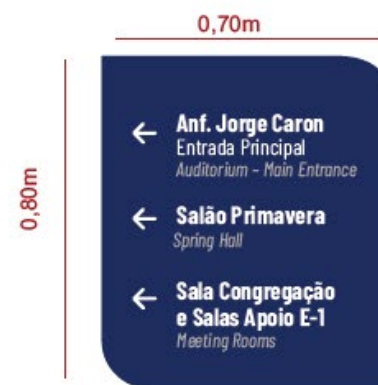 0,70m
0,80m
Anf. Jorge Caron
Entrada Principal
Auditorium – Main Entrance
Salão Primavera
Spring Hall
Sala Congregação
e Salas Apoio E-1
Meeting Rooms